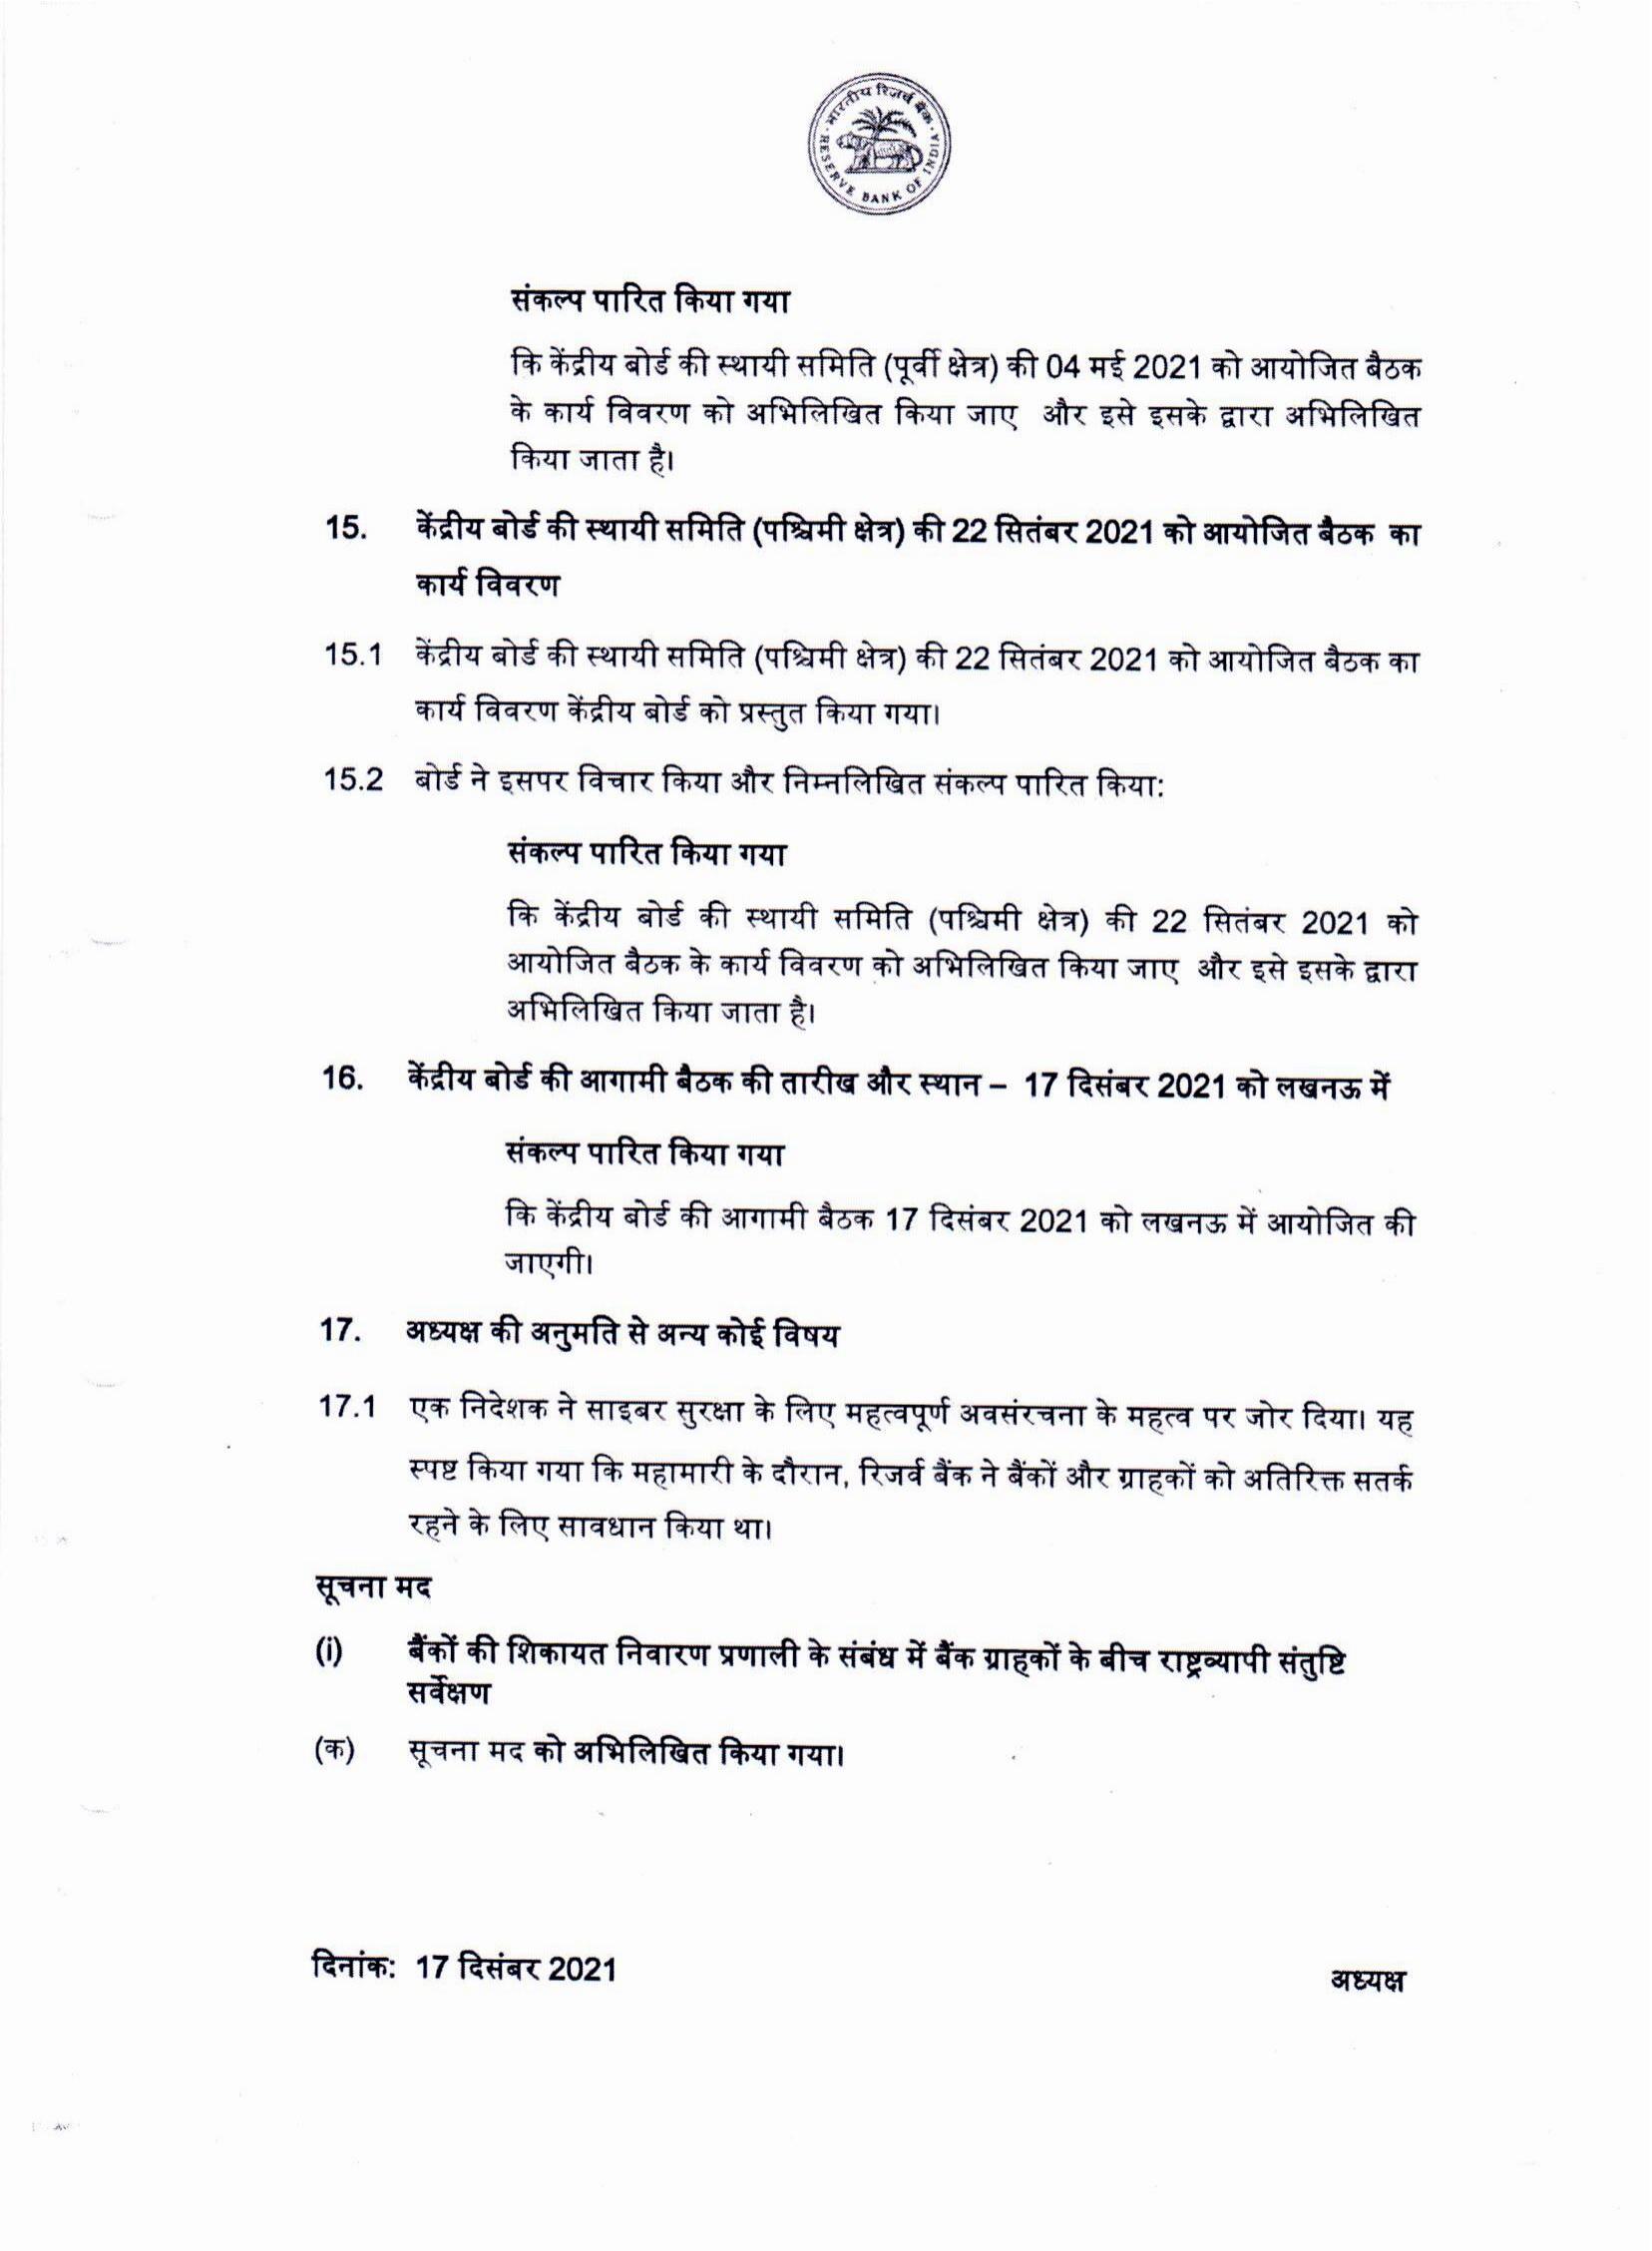 भारतीय रिज़र्व बैंक
RESERVE BANK OF INDIA
संकल्प पारित किया गया
कि केंद्रीय बोर्ड की स्थायी समिति (पूर्वी क्षेत्र) की 04 मई 2021 को आयोजित बैठक
के कार्य विवरण को अभिलिखित किया जाए और इसे इसके द्वारा अभिलिखित
किया जाता है।
15. केंद्रीय बोर्ड की स्थायी समिति (पश्चिमी क्षेत्र) की 22 सितंबर 2021 को आयोजित बैठक का
कार्य विवरण
15.1 केंद्रीय बोर्ड की स्थायी समिति (पश्चिमी क्षेत्र) की 22 सितंबर 2021 को आयोजित बैठक का
कार्य विवरण केंद्रीय बोर्ड को प्रस्तुत किया गया।
15.2 बोर्ड ने इसपर विचार किया और निम्नलिखित संकल्प पारित किया:
संकल्प पारित किया गया
कि केंद्रीय बोर्ड की स्थायी समिति (पश्चिमी क्षेत्र) की 22 सितंबर 2021 को
आयोजित बैठक के कार्य विवरण को अभिलिखित किया जाए और इसे इसके द्वारा
अभिलिखित किया जाता है।
16. केंद्रीय बोर्ड की आगामी बैठक की तारीख और स्थान – 17 दिसंबर 2021 को लखनऊ में
संकल्प पारित किया गया
कि केंद्रीय बोर्ड की आगामी बैठक 17 दिसंबर 2021 को लखनऊ में आयोजित की
जाएगी।
17. अध्यक्ष की अनुमति से अन्य कोई विषय
17.1 एक निदेशक ने साइबर सुरक्षा के लिए महत्वपूर्ण अवसंरचना के महत्व पर जोर दिया। यह
स्पष्ट किया गया कि महामारी के दौरान, रिजर्व बैंक ने बैंकों और ग्राहकों को अतिरिक्त सतर्क
रहने के लिए सावधान किया था।
सूचना मद
(i) बैंकों की शिकायत निवारण प्रणाली के संबंध में बैंक ग्राहकों के बीच राष्ट्रव्यापी संतुष्टि
सर्वेक्षण
(क) सूचना मद को अभिलिखित किया गया।
दिनांक: 17 दिसंबर 2021
अध्यक्ष